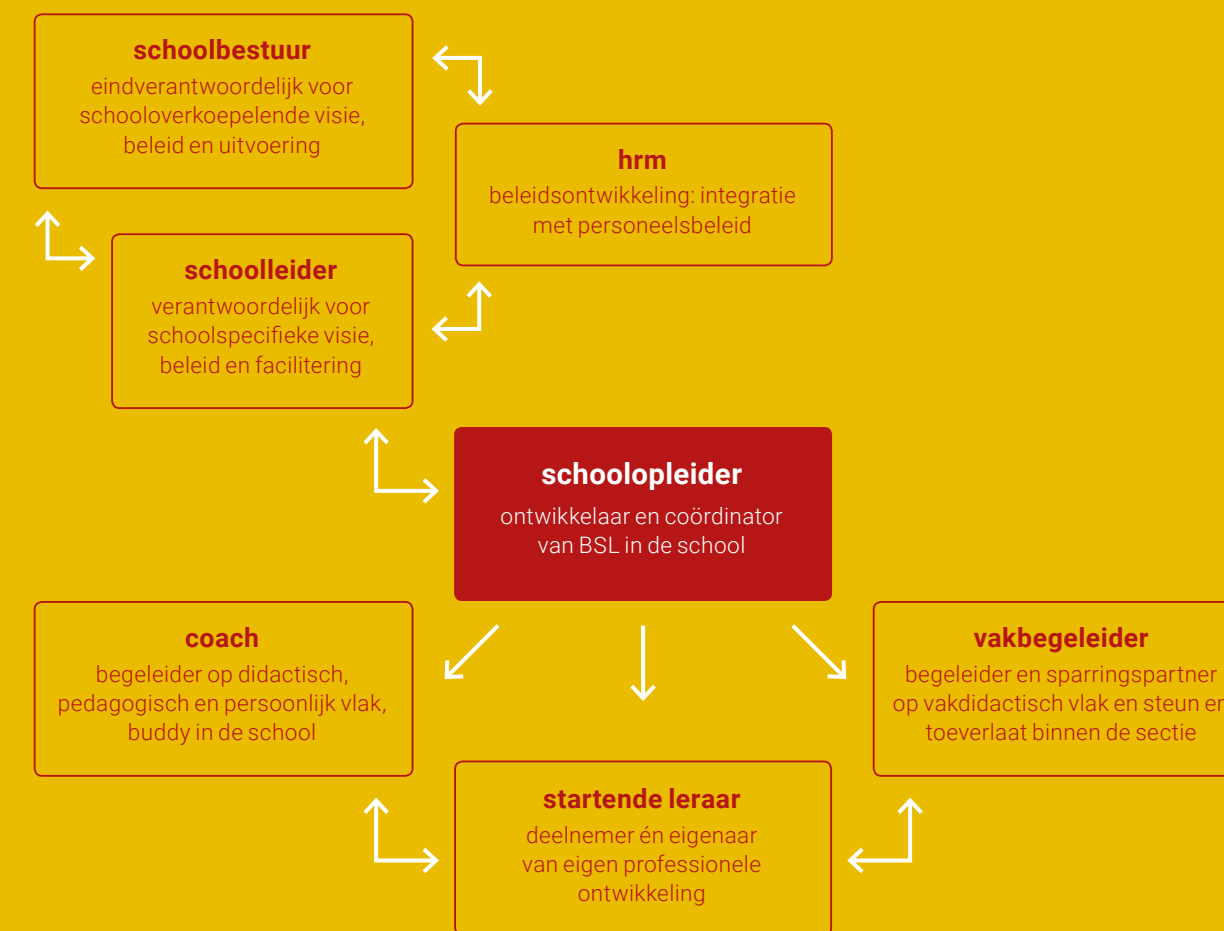 schoolbestuur
eindverantwoordelijk voor
schooloverkoepelende visie,
beleid en uitvoering
hrm
beleidsontwikkeling: integratie
met personeelsbeleid
schoolleider
verantwoordelijk voor
schoolspecifieke visie,
beleid en facilitering
schoolopleider
ontwikkelaar en coördinator
van BSL in de school
coach
begeleider op didactisch,
pedagogisch en persoonlijk vlak,
buddy in de school
vakbegeleider
begeleider en sparringspartner
op vakdidactisch vlak en steun en
toeverlaat binnen de sectie
startende leraar
deelnemer én eigenaar
van eigen professionele
ontwikkeling